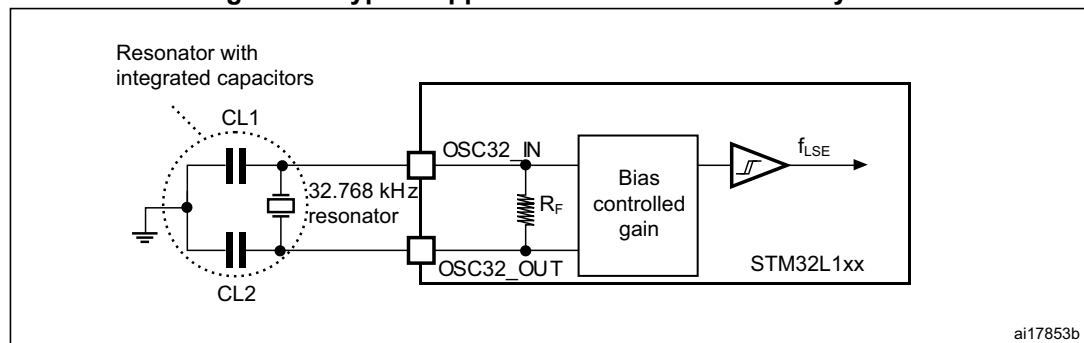 Resonator with
integrated capacitors
CL1
OSC32_IN
fLSE
32.768 kHz
resonator
RF
Bias
controlled
gain
OSC32_OUT
STM32L1xx
CL2
ai17853b